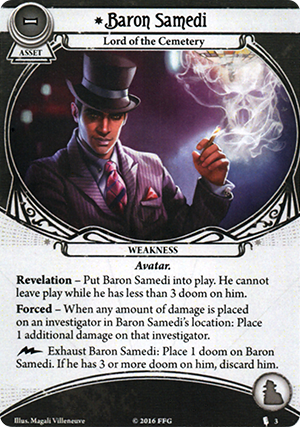 Baron Samedi
ASSET
Lord of the Cemetery
WEAKNESS
Avatar.
Revelation – Put Baron Samedi into play. He cannot
leave play while he has less than 3 doom on him.
Forced – When any amount of damage is placed
on an investigator in Baron Samedi's location: Place
1 additional damage on that investigator.
Exhaust Baron Samedi: Place 1 doom on Baron
Samedi. If he has 3 or more doom on him, discard him.
Illus. Magali Villeneuve © 2016 FFG 3